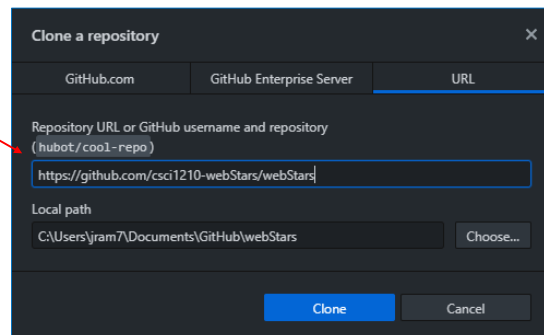 Clone a repository
GitHub.com
GitHub Enterprise Server
URL
Repository URL or GitHub username and repository
(hubot/cool-repo)
https://github.com/csci1210-webStars/webStars
Local path
C:\Users\jram7\Documents\GitHub\webStars
Choose...
Clone
Cancel